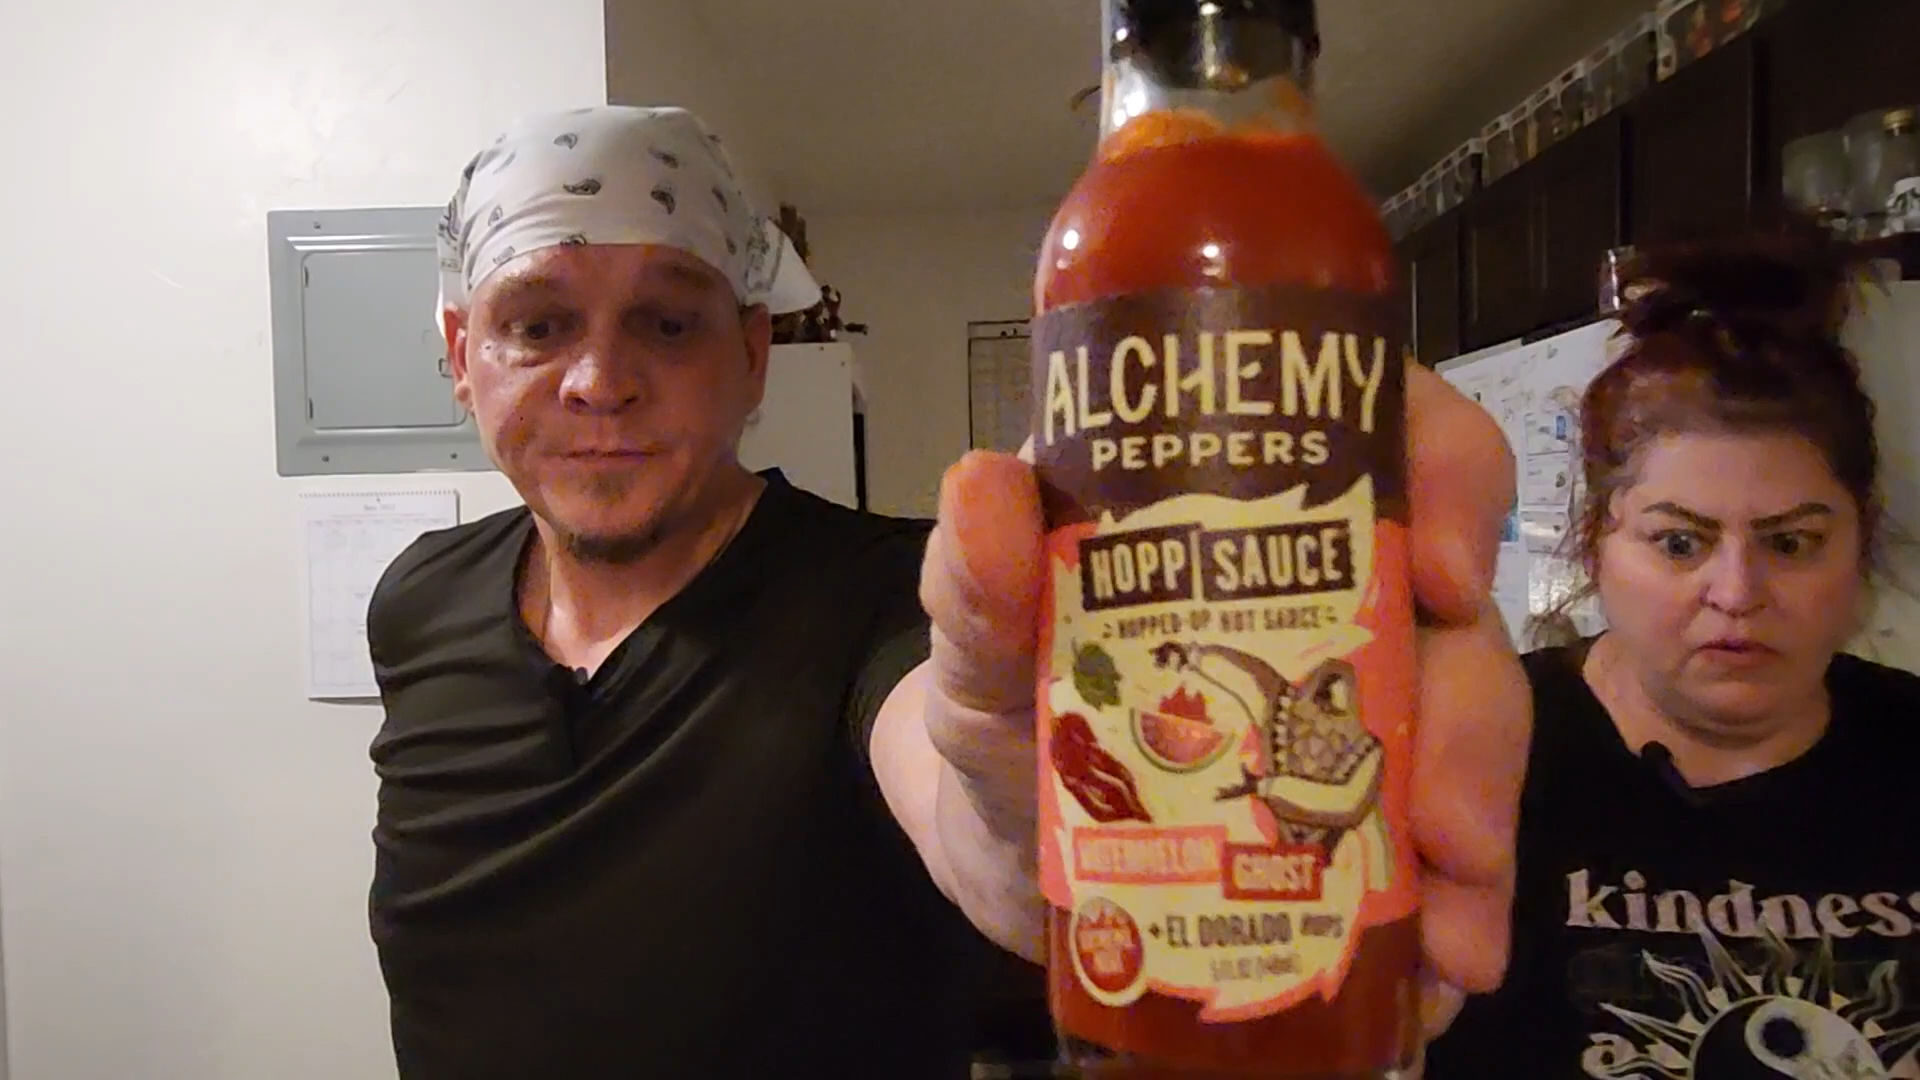 ALCHEMY
PEPPERS
HOPP SAUCE
HOPPED-UP HOT SAUCE
WATERMELON GHOST
+EL DORADO HOPS
kindness